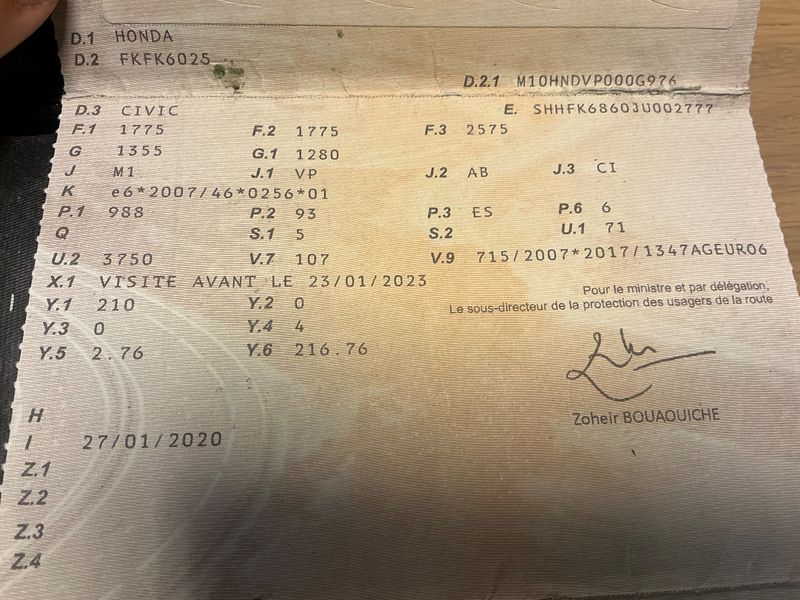 D.1 HONDA
D.2 FKFK6025
D.2.1 M10HNDVP000G976
D.3 CIVIC E. SHHFK6860JU002777
F.1 1775 F.2 1775 F.3 2575
G 1355 G.1 1280
J M1 J.1 VP J.2 AB J.3 CI
K e6*2007/46*0256*01
P.1 988 P.2 93 P.3 ES P.6 6
Q S.1 5 S.2 U.1 71
U.2 3750 V.7 107 V.9 715/2007*2017/1347AGEURO6
X.1 VISITE AVANT LE 23/01/2023
Pour le ministre et par délégation,
Y.1 210 Y.2 0
Le sous-directeur de la protection des usagers de la route
Y.3 0 Y.4 4
Y.5 2.76 Y.6 216.76
Zoheir BOUAOUICHE
H
I 27/01/2020
Z.1
Z.2
Z.3
Z.4